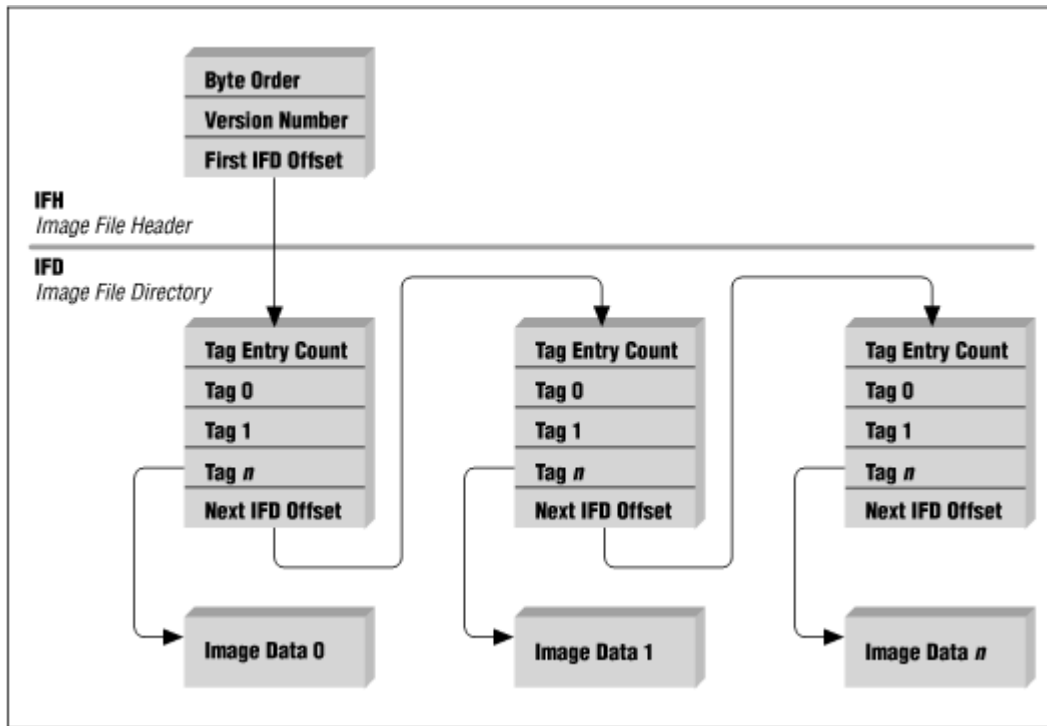 Byte Order
Version Number
First IFD Offset
IFH
Image File Header
IFD
Image File Directory
Tag Entry Count
Tag 0
Tag 1
Tag n
Next IFD Offset
Tag Entry Count
Tag 0
Tag 1
Tag n
Next IFD Offset
Tag Entry Count
Tag 0
Tag 1
Tag n
Next IFD Offset
Image Data 0
Image Data 1
Image Data n